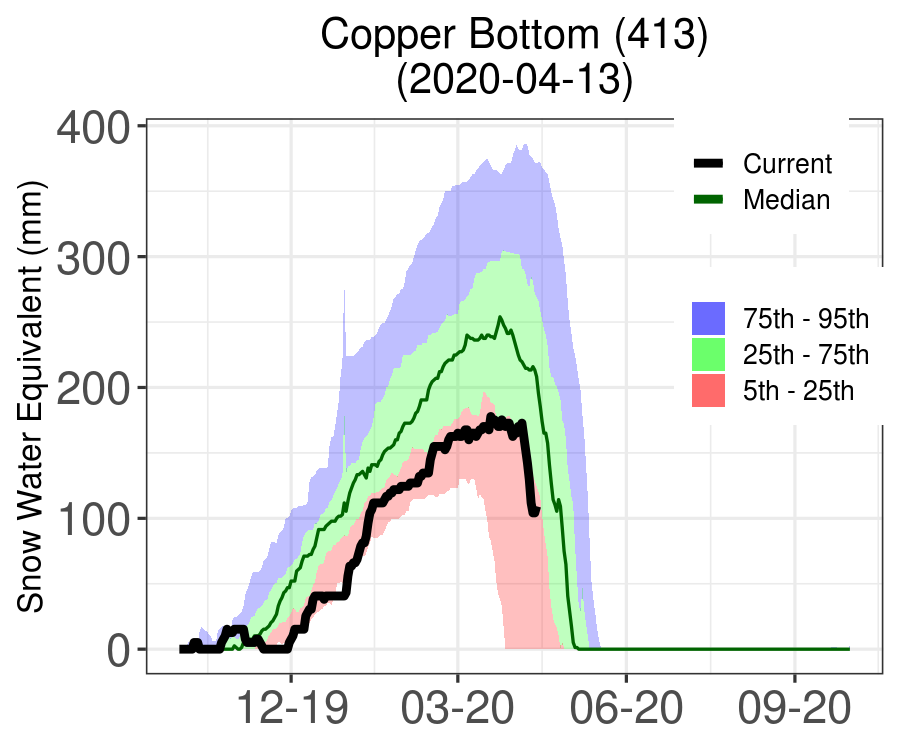 Copper Bottom (413)
(2020-04-13)
Snow Water Equivalent (mm)
400
300
200
100
0
12-19
03-20
06-20
09-20
Current
Median
75th - 95th
25th - 75th
5th - 25th